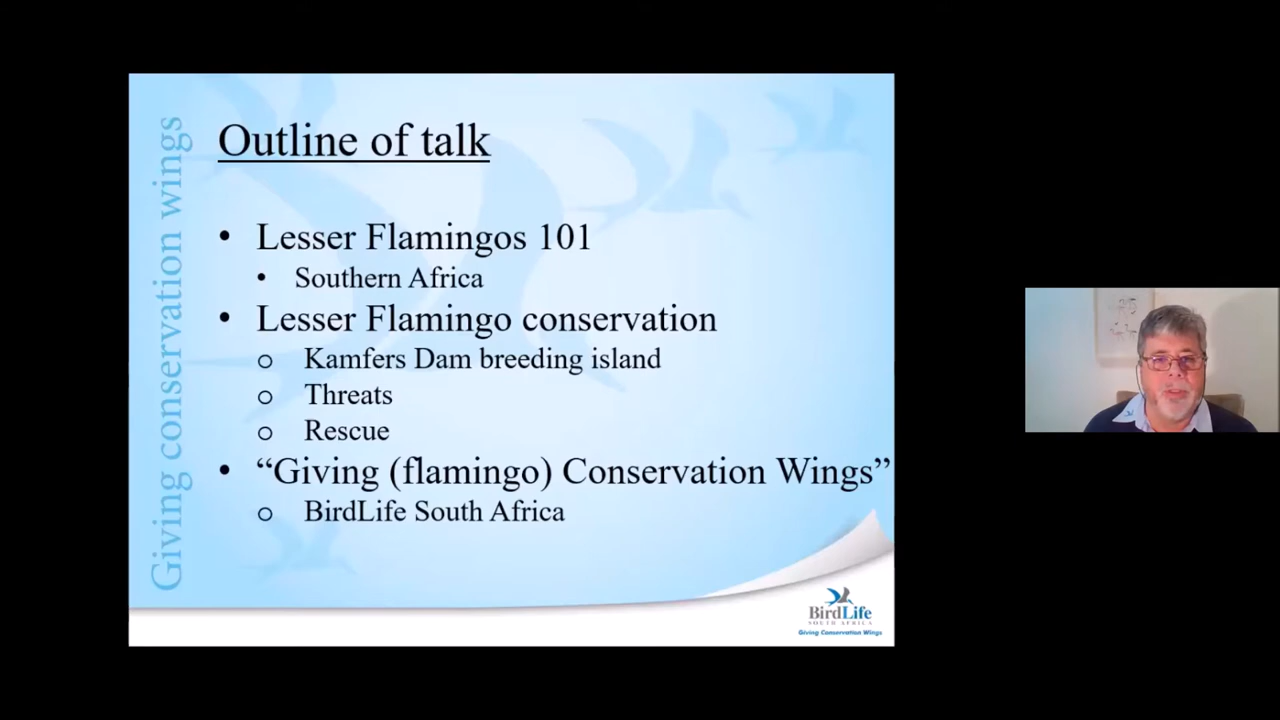 Giving conservation wings
Outline of talk
• Lesser Flamingos 101
• Southern Africa
• Lesser Flamingo conservation
o Kamfers Dam breeding island
o Threats
o Rescue
• “Giving (flamingo) Conservation Wings”
o BirdLife South Africa
BirdLife
SOUTH AFRICA
Giving Conservation Wings